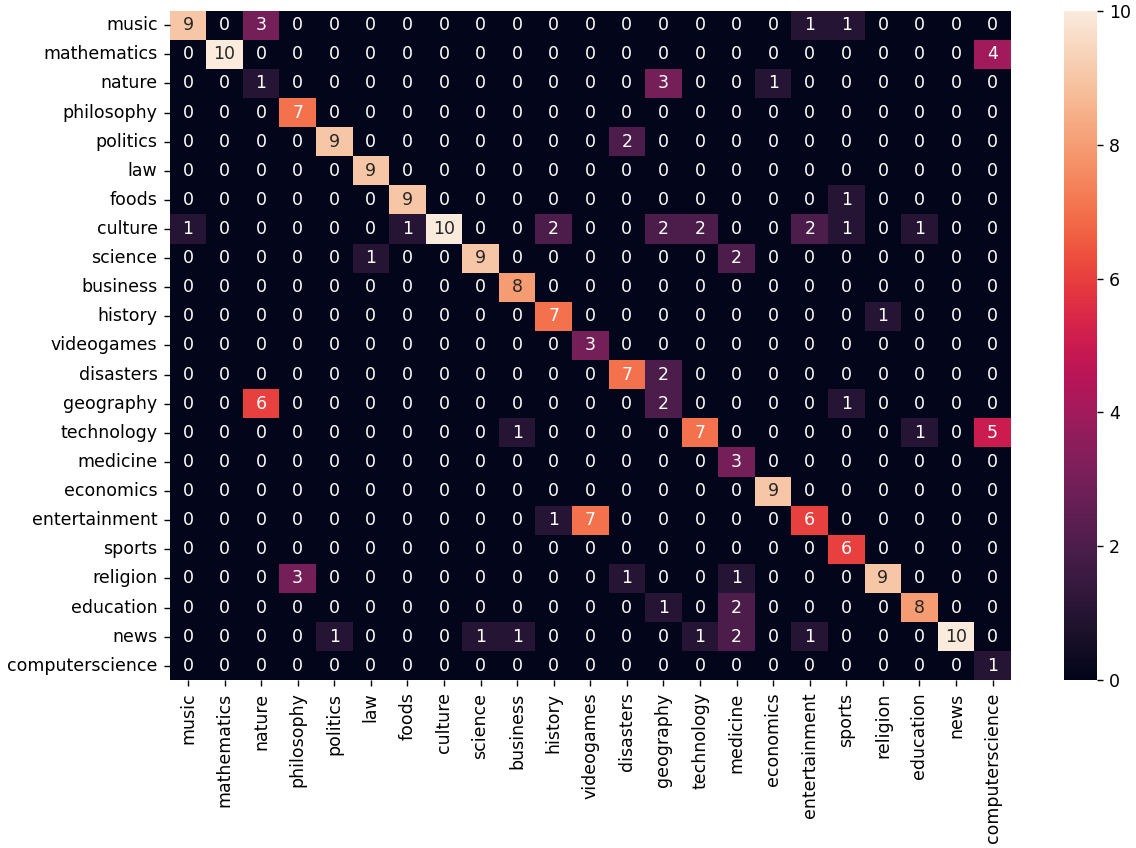 music 9 0 3 0 0 0 0 0 0 0 0 0 0 0 0 0 0 1 1 0 0 0 0 10
mathematics 0 10 0 0 0 0 0 0 0 0 0 0 0 0 0 0 0 0 0 0 0 0 4
nature 0 0 1 0 0 0 0 0 0 0 0 0 0 3 0 0 1 0 0 0 0 0 0
philosophy 0 0 0 7 0 0 0 0 0 0 0 0 0 0 0 0 0 0 0 0 0 0 0
politics 0 0 0 0 9 0 0 0 0 0 0 0 2 0 0 0 0 0 0 0 0 0 0 8
law 0 0 0 0 0 9 0 0 0 0 0 0 0 0 0 0 0 0 0 0 0 0 0
foods 0 0 0 0 0 0 9 0 0 0 0 0 0 0 0 0 0 0 1 0 0 0 0
culture 1 0 0 0 0 0 1 10 0 0 2 0 0 2 2 0 0 2 1 0 1 0 0
science 0 0 0 0 0 1 0 0 9 0 0 0 0 0 0 2 0 0 0 0 0 0 0
business 0 0 0 0 0 0 0 0 0 8 0 0 0 0 0 0 0 0 0 0 0 0 0 6
history 0 0 0 0 0 0 0 0 0 0 7 0 0 0 0 0 0 0 0 1 0 0 0
videogames 0 0 0 0 0 0 0 0 0 0 0 3 0 0 0 0 0 0 0 0 0 0 0
disasters 0 0 0 0 0 0 0 0 0 0 0 0 7 2 0 0 0 0 0 0 0 0 0
geography 0 0 6 0 0 0 0 0 0 0 0 0 0 2 0 0 0 0 1 0 0 0 0 4
technology 0 0 0 0 0 0 0 0 0 1 0 0 0 0 7 0 0 0 0 0 1 0 5
medicine 0 0 0 0 0 0 0 0 0 0 0 0 0 0 0 3 0 0 0 0 0 0 0
economics 0 0 0 0 0 0 0 0 0 0 0 0 0 0 0 0 9 0 0 0 0 0 0
entertainment 0 0 0 0 0 0 0 0 0 0 1 7 0 0 0 0 0 6 0 0 0 0 0
sports 0 0 0 0 0 0 0 0 0 0 0 0 0 0 0 0 0 0 6 0 0 0 0 2
religion 0 0 0 3 0 0 0 0 0 0 0 0 1 0 0 1 0 0 0 9 0 0 0
education 0 0 0 0 0 0 0 0 0 0 0 0 0 1 0 2 0 0 0 0 8 0 0
news 0 0 0 0 1 0 0 0 1 1 0 0 0 0 1 2 0 1 0 0 0 10 0
computerscience 0 0 0 0 0 0 0 0 0 0 0 0 0 0 0 0 0 0 0 0 0 0 1 0
music mathematics nature philosophy politics law foods culture science business history videogames disasters geography technology medicine economics entertainment sports religion education news computerscience